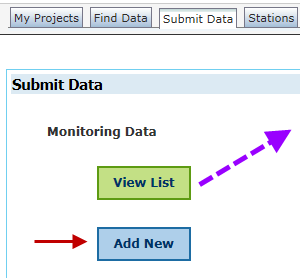 My Projects Find Data Submit Data Stations
Submit Data
Monitoring Data
View List
Add New